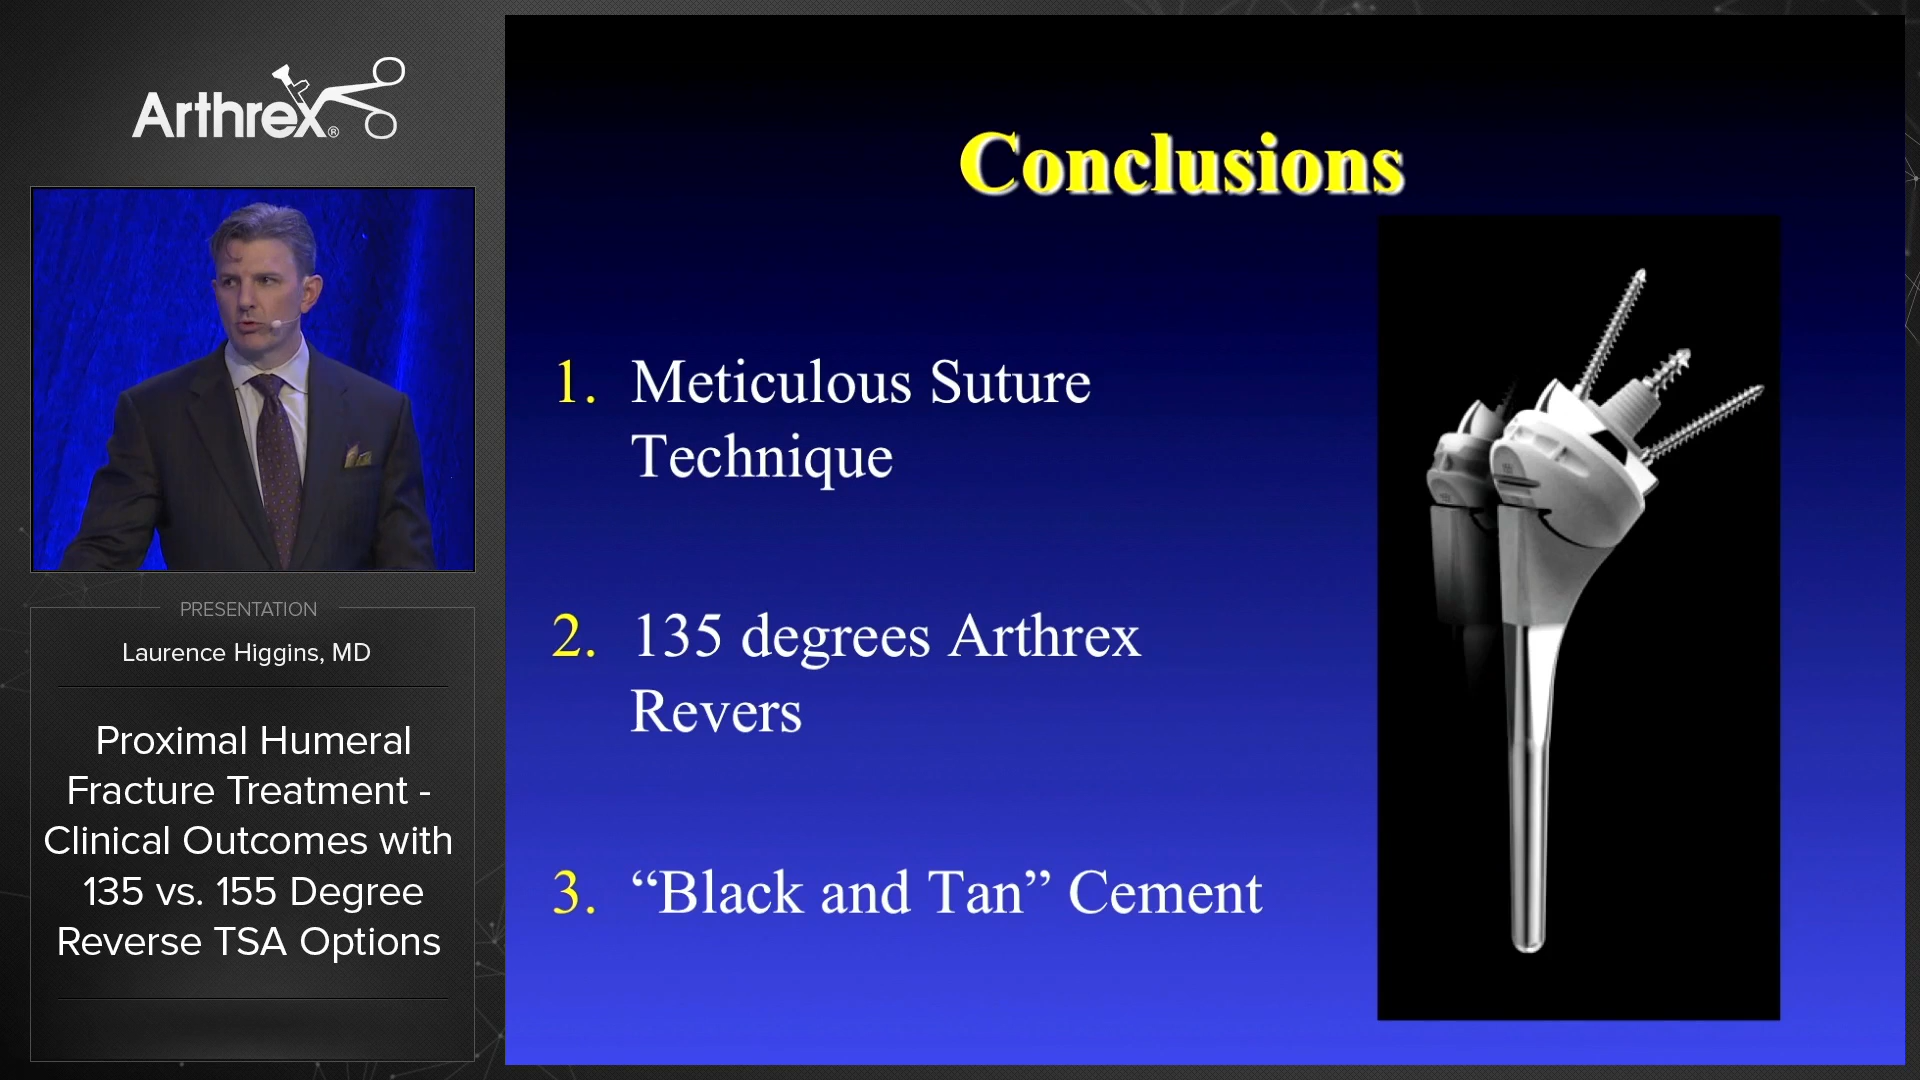 Arthrex®
PRESENTATION
Laurence Higgins, MD
Proximal Humeral
Fracture Treatment -
Clinical Outcomes with
135 vs. 155 Degree
Reverse TSA Options
Conclusions
1. Meticulous Suture
Technique
2. 135 degrees Arthrex
Revers
3. “Black and Tan” Cement